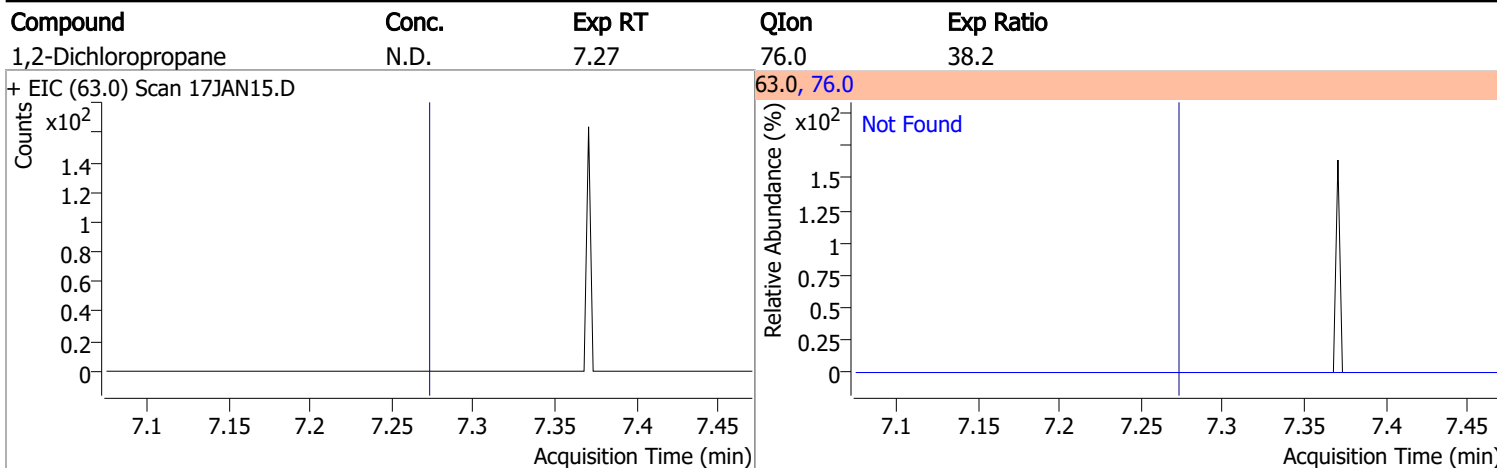 Compound Conc. Exp RT QIon Exp Ratio
1,2-Dichloropropane N.D. 7.27 76.0 38.2
+ EIC (63.0) Scan 17JAN15.D
Counts
x10²
1.4
1.2
1
0.8
0.6
0.4
0.2
0
7.1 7.15 7.2 7.25 7.3 7.35 7.4 7.45
Acquisition Time (min)
63.0, 76.0
Relative Abundance (%)
x10²
Not Found
1.5
1.25
1
0.75
0.5
0.25
0
7.1 7.15 7.2 7.25 7.3 7.35 7.4 7.45
Acquisition Time (min)